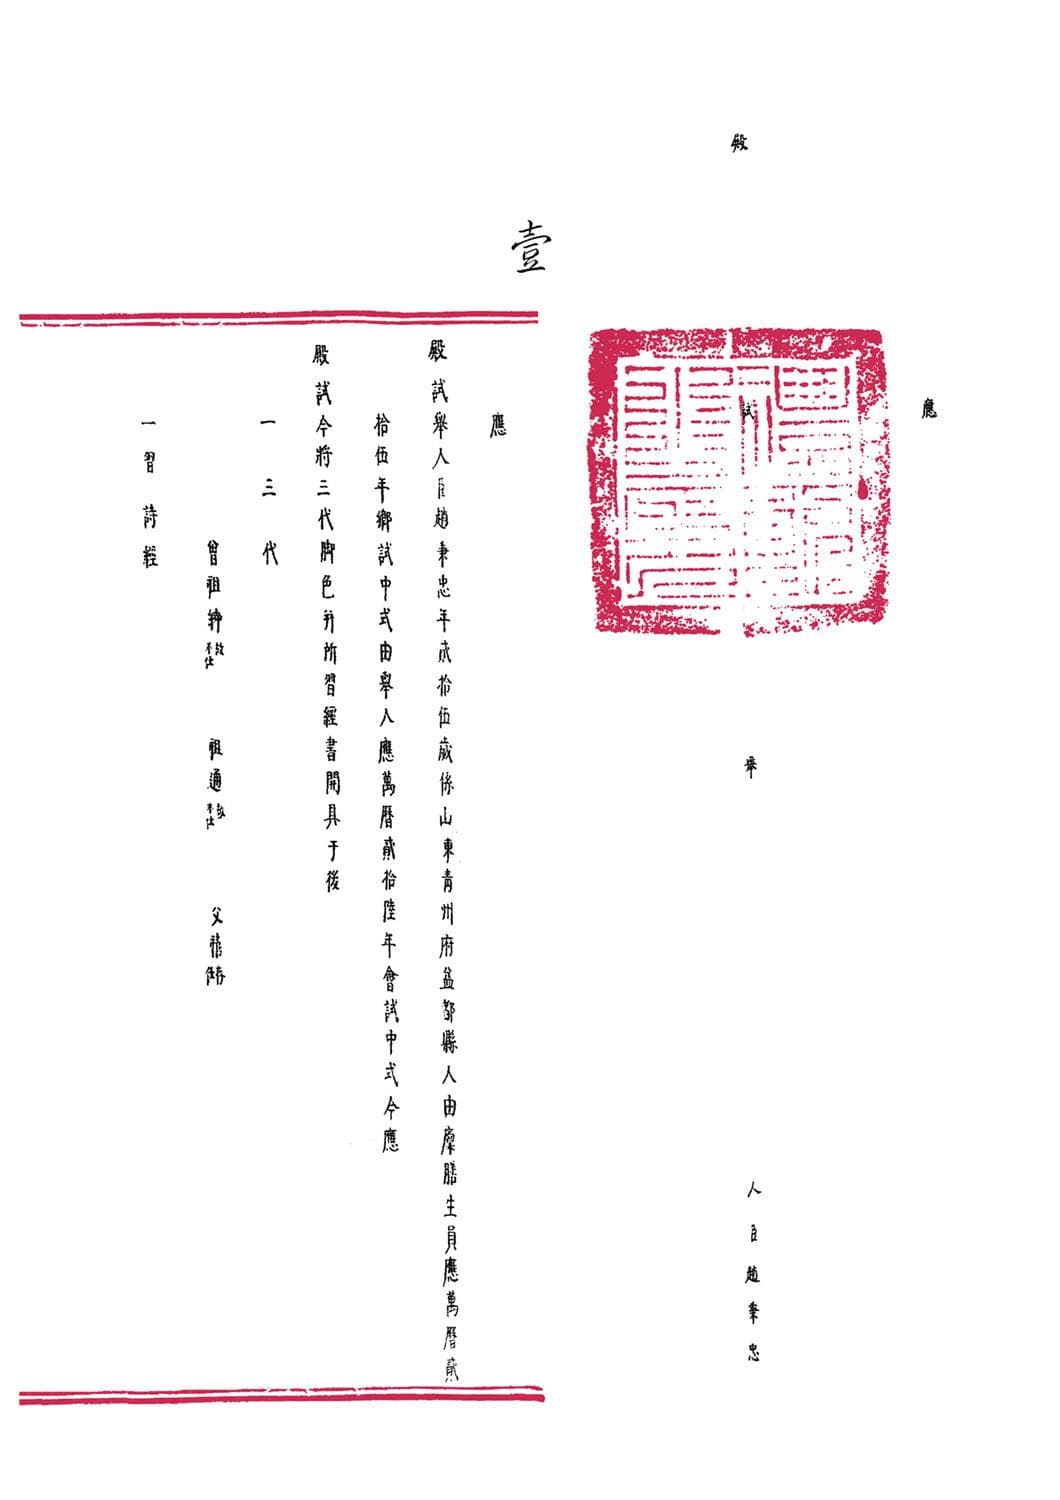 應
殿試舉人臣趙秉忠
壹
應
殿試舉人臣趙秉忠年貳拾伍歲係山東青州府益都縣人由廩膳生員應萬曆貳
拾伍年鄉試中式由舉人應萬曆貳拾陸年會試中式今應
殿試今將三代脚色并所習經書開具于後
一三代
曾祖紳故不仕 祖通故不仕 父禧
一習詩經